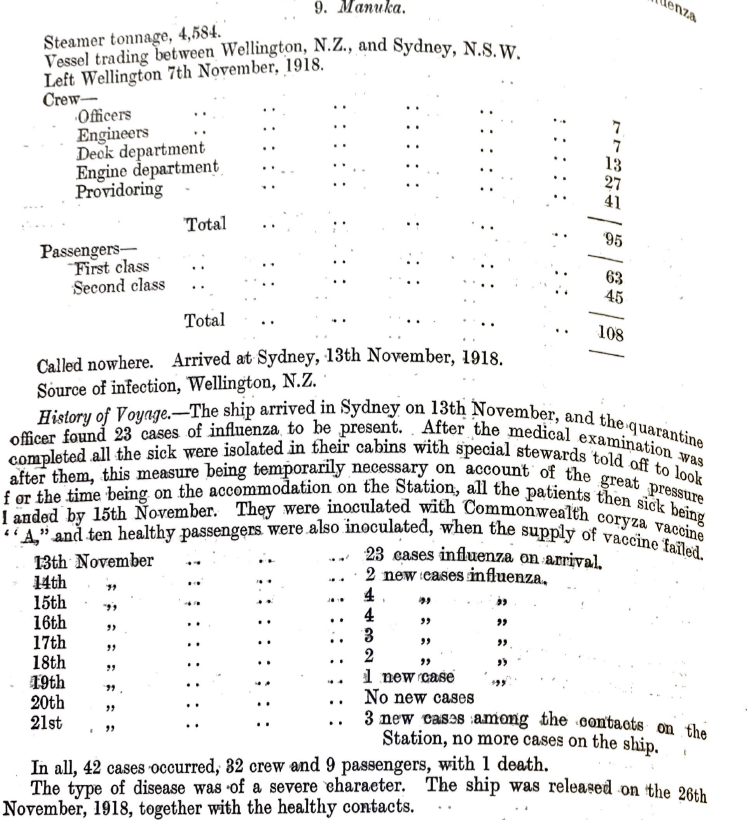 uenza
9. Manuka.
Steamer tonnage, 4,584.
Vessel trading between Wellington, N.Z., and Sydney, N.S.W.
Left Wellington 7th November, 1918.
Crew—
Officers .. .. .. .. .. .. 7
Engineers .. .. .. .. .. .. 7
Deck department .. .. .. .. .. 13
Engine department .. .. .. .. .. 27
Providoring .. .. .. .. .. 41
Total .. .. .. .. .. 95
Passengers—
First class .. .. .. .. .. .. 63
Second class .. .. .. .. .. .. 45
Total .. .. .. .. .. 108
Called nowhere. Arrived at Sydney, 13th November, 1918.
Source of infection, Wellington, N.Z.
History of Voyage.—The ship arrived in Sydney on 13th November, and the quarantine
officer found 23 cases of influenza to be present. After the medical examination was
completed all the sick were isolated in their cabins with special stewards told off to look
after them, this measure being temporarily necessary on account of the great pressure
f or the time being on the accommodation on the Station, all the patients then sick being
l anded by 15th November. They were inoculated with Commonwealth coryza vaccine
‘‘ A,” and ten healthy passengers were also inoculated, when the supply of vaccine failed.
13th November .. .. .. 23 cases influenza on arrival.
14th „ .. .. .. 2 new cases influenza.
15th „ .. .. .. 4 „ „
16th „ .. .. .. 4 „ „
17th „ .. .. .. 3 „ „
18th „ .. .. .. 2 „ „
19th „ .. .. .. 1 new case „
20th „ .. .. .. No new cases
21st „ .. .. .. 3 new cases among the contacts on the
Station, no more cases on the ship.
In all, 42 cases occurred, 32 crew and 9 passengers, with 1 death.
The type of disease was of a severe character. The ship was released on the 26th
November, 1918, together with the healthy contacts.